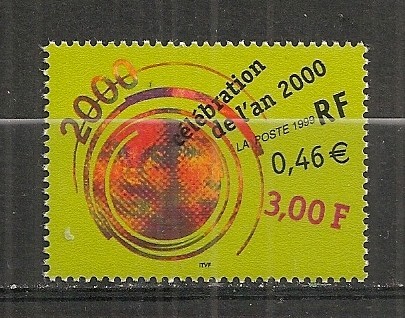 2000
célébration
de l'an 2000
LA POSTE 1999 RF
0,46 €
3,00 F
ITVF